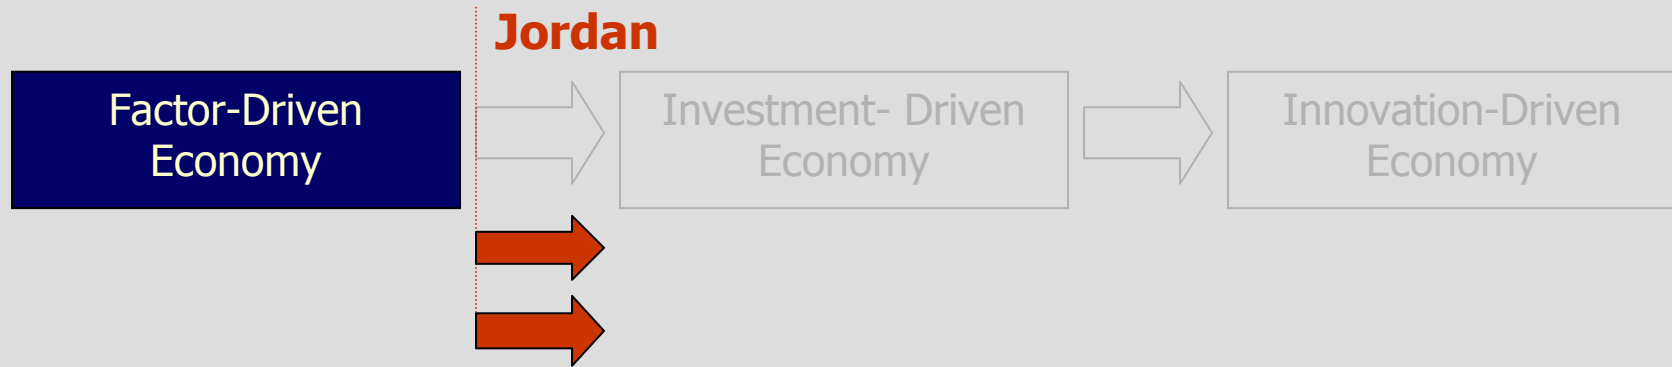 Jordan
Factor-Driven
Economy
Investment- Driven
Economy
Innovation-Driven
Economy